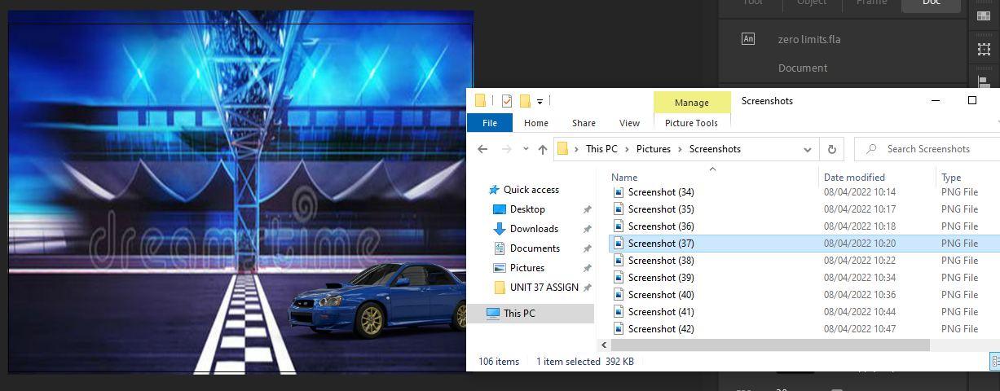 dreamstime
Tool Object Frame Doc
An zero limits.fla
Document
Manage Screenshots
File Home Share View Picture Tools
This PC Pictures Screenshots Search Screenshots
Name Date modified Type
Quick access
Desktop
Downloads
Documents
Pictures
UNIT 37 ASSIGN
This PC
Screenshot (34) 08/04/2022 10:14 PNG File
Screenshot (35) 08/04/2022 10:17 PNG File
Screenshot (36) 08/04/2022 10:18 PNG File
Screenshot (37) 08/04/2022 10:20 PNG File
Screenshot (38) 08/04/2022 10:22 PNG File
Screenshot (39) 08/04/2022 10:34 PNG File
Screenshot (40) 08/04/2022 10:36 PNG File
Screenshot (41) 08/04/2022 10:44 PNG File
Screenshot (42) 08/04/2022 10:47 PNG File
106 items 1 item selected 392 KB